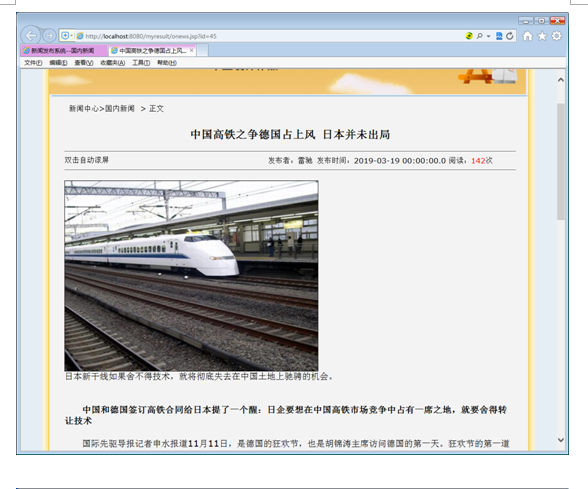 http://localhost:8080/myresult/onews.jsp?id=45
新闻发布系统--国内新闻 中国高铁之争德国占上风... ×
文件(F) 编辑(E) 查看(V) 收藏夹(A) 工具(T) 帮助(H)
新闻中心>国内新闻 > 正文
中国高铁之争德国占上风 日本并未出局
双击自动滚屏 发布者：雷驰 发布时间：2019-03-19 00:00:00.0 阅读：142次
日本新干线如果舍不得技术，就将彻底失去在中国土地上驰骋的机会。
中国和德国签订高铁合同给日本提了一个醒：日企要想在中国高铁市场竞争中占有一席之地，就要舍得转
让技术
国际先驱导报记者申水报道11月11日，是德国的狂欢节，也是胡锦涛主席访问德国的第一天。狂欢节的第一道